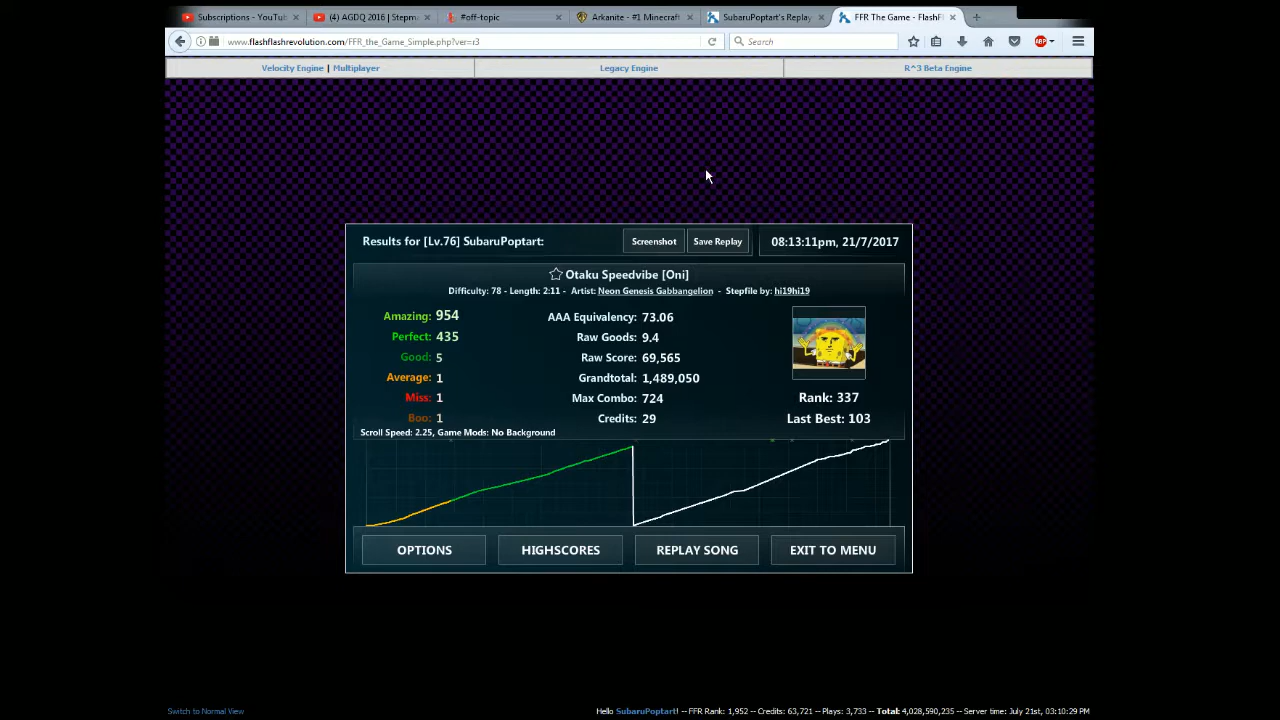 Subscriptions - YouTub
(4) AGDQ 2016 | Stepm
#off-topic
Arkanite - #1 Minecraft
SubaruPoptart's Replay
FFR The Game - FlashFl
www.flashflashrevolution.com/FFR_the_Game_Simple.php?ver=r3
Search
ABP
Velocity Engine | Multiplayer
Legacy Engine
R^3 Beta Engine
Results for [Lv.76] SubaruPoptart:
Screenshot
Save Replay
08:13:11pm, 21/7/2017
Otaku Speedvibe [Oni]
Difficulty: 78 - Length: 2:11 - Artist: Neon Genesis Gabbangelion - Stepfile by: hi19hi19
Amazing: 954
Perfect: 435
Good: 5
Average: 1
Miss: 1
Boo: 1
AAA Equivalency: 73.06
Raw Goods: 9.4
Raw Score: 69,565
Grandtotal: 1,489,050
Max Combo: 724
Credits: 29
Rank: 337
Last Best: 103
Scroll Speed: 2.25, Game Mods: No Background
OPTIONS
HIGHSCORES
REPLAY SONG
EXIT TO MENU
Switch to Normal View
Hello SubaruPoptart! -- FFR Rank: 1,952 -- Credits: 63,721 -- Plays: 3,733 -- Total: 4,028,590,235 -- Server time: July 21st, 03:10:29 PM